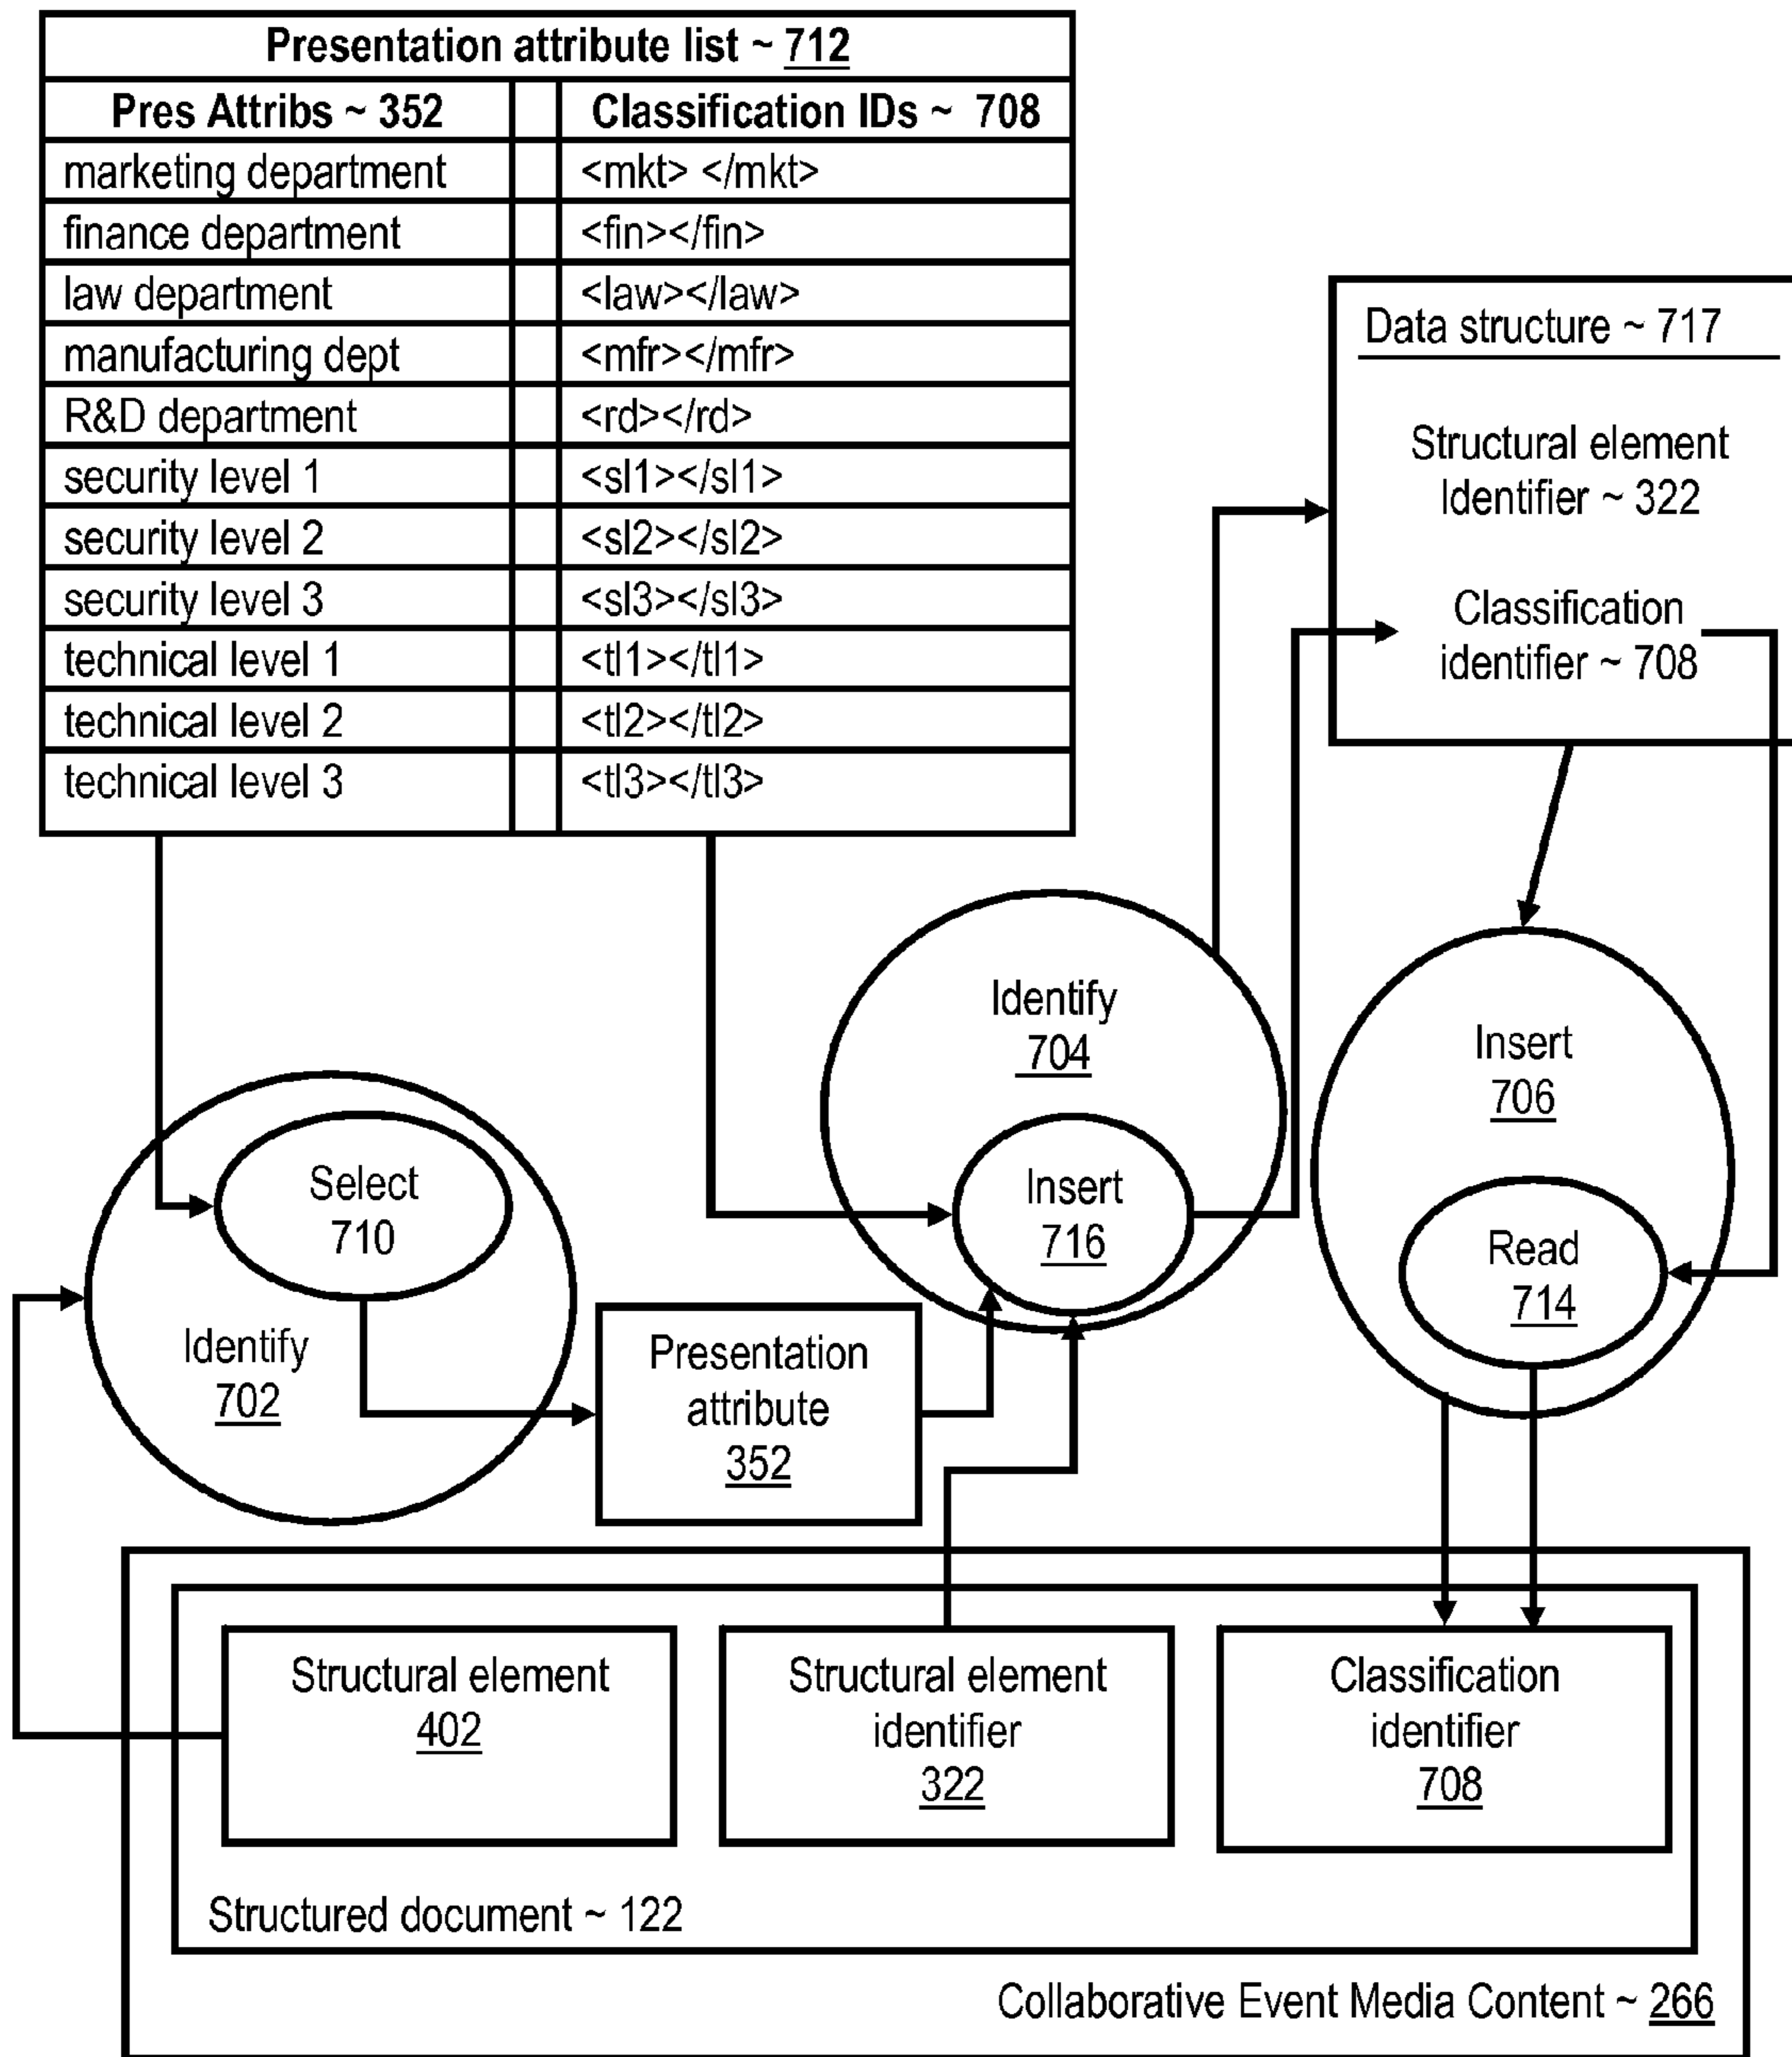 Presentation attribute list ~ 712
Pres Attribs ~ 352 Classification IDs ~ 708
marketing department <mkt> </mkt>
finance department <fin></fin>
law department <law></law>
manufacturing dept <mfr></mfr>
R&D department <rd></rd>
security level 1 <sl1></sl1>
security level 2 <sl2></sl2>
security level 3 <sl3></sl3>
technical level 1 <tl1></tl1>
technical level 2 <tl2></tl2>
technical level 3 <tl3></tl3>
Data structure ~ 717
Structural element
Identifier ~ 322
Classification
identifier ~ 708
Identify
704
Insert
716
Insert
706
Read
714
Select
710
Identify
702
Presentation
attribute
352
Structural element
402
Structural element
identifier
322
Classification
identifier
708
Structured document ~ 122
Collaborative Event Media Content ~ 266